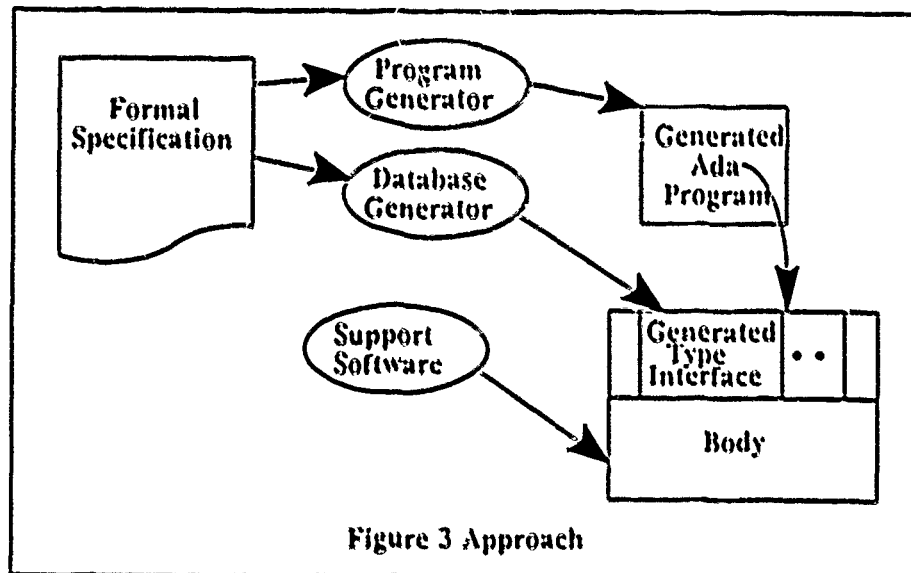 Formal
Specification
Program
Generator
Database
Generator
Support
Software
Generated
Ada
Program
Generated
Type
Interface
• •
Body
Figure 3 Approach